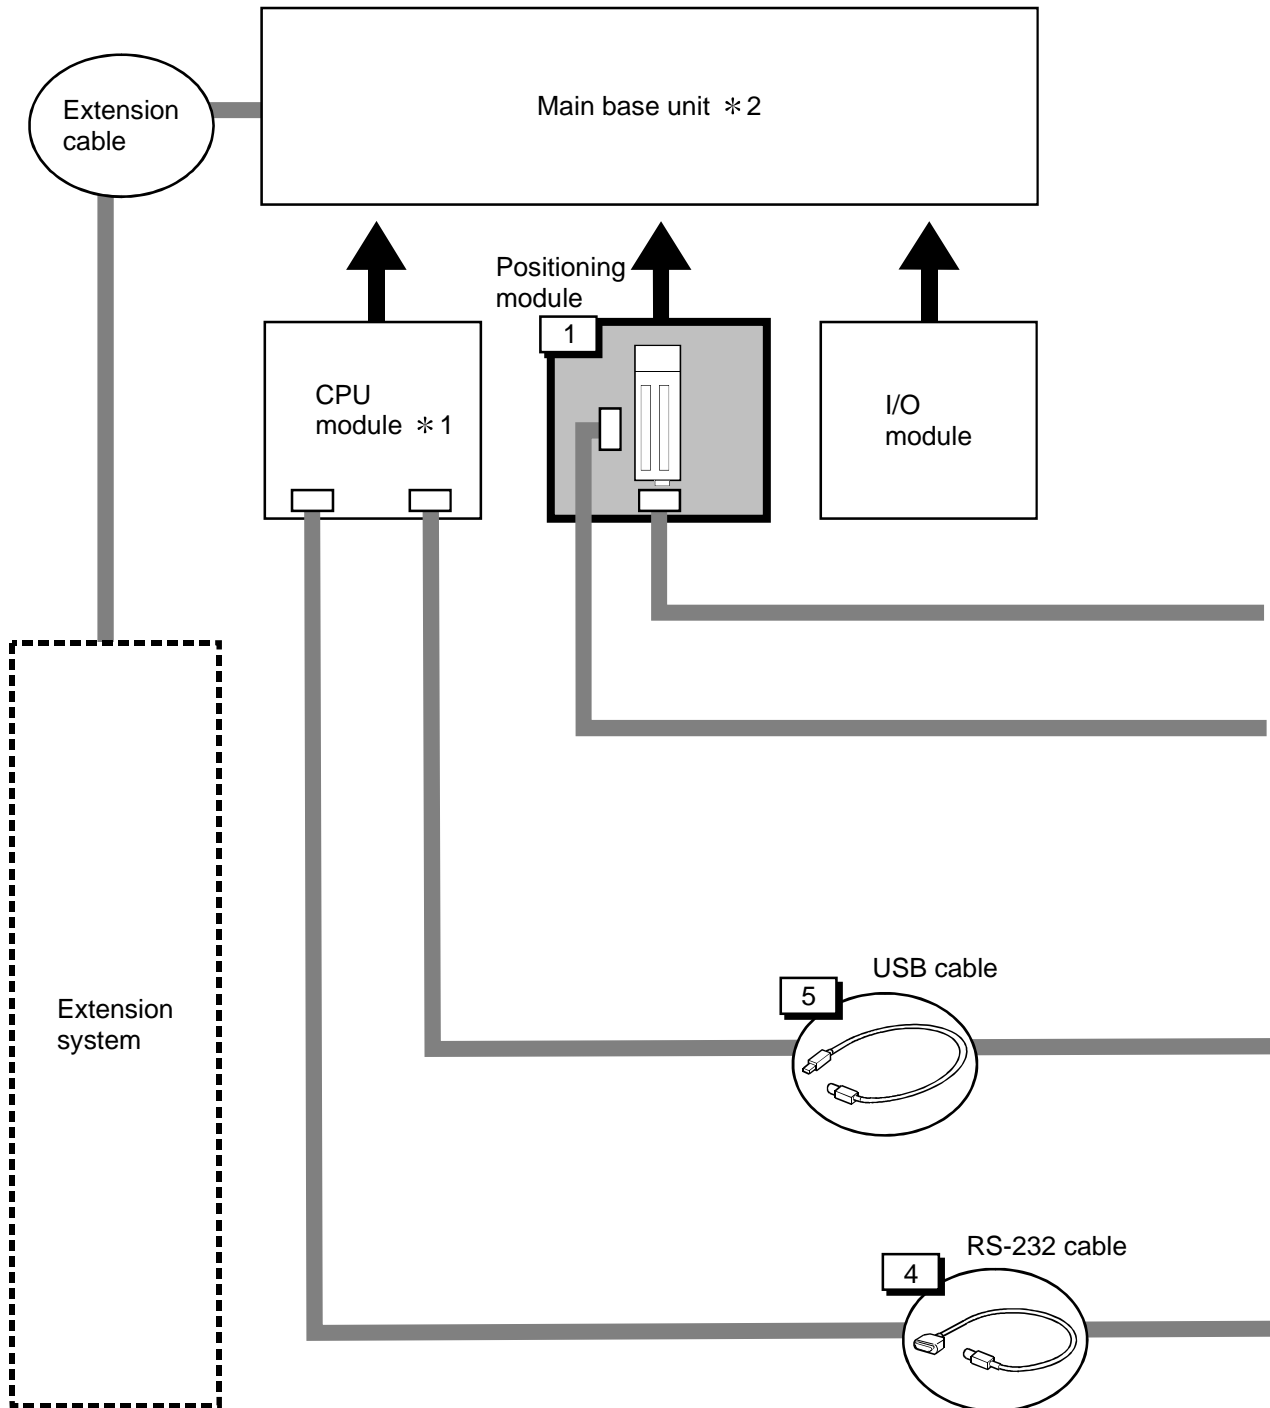 Extension
cable
Main base unit ＊2
Positioning
module
1
CPU
module ＊1
I/O
module
Extension
system
USB cable
5
RS-232 cable
4